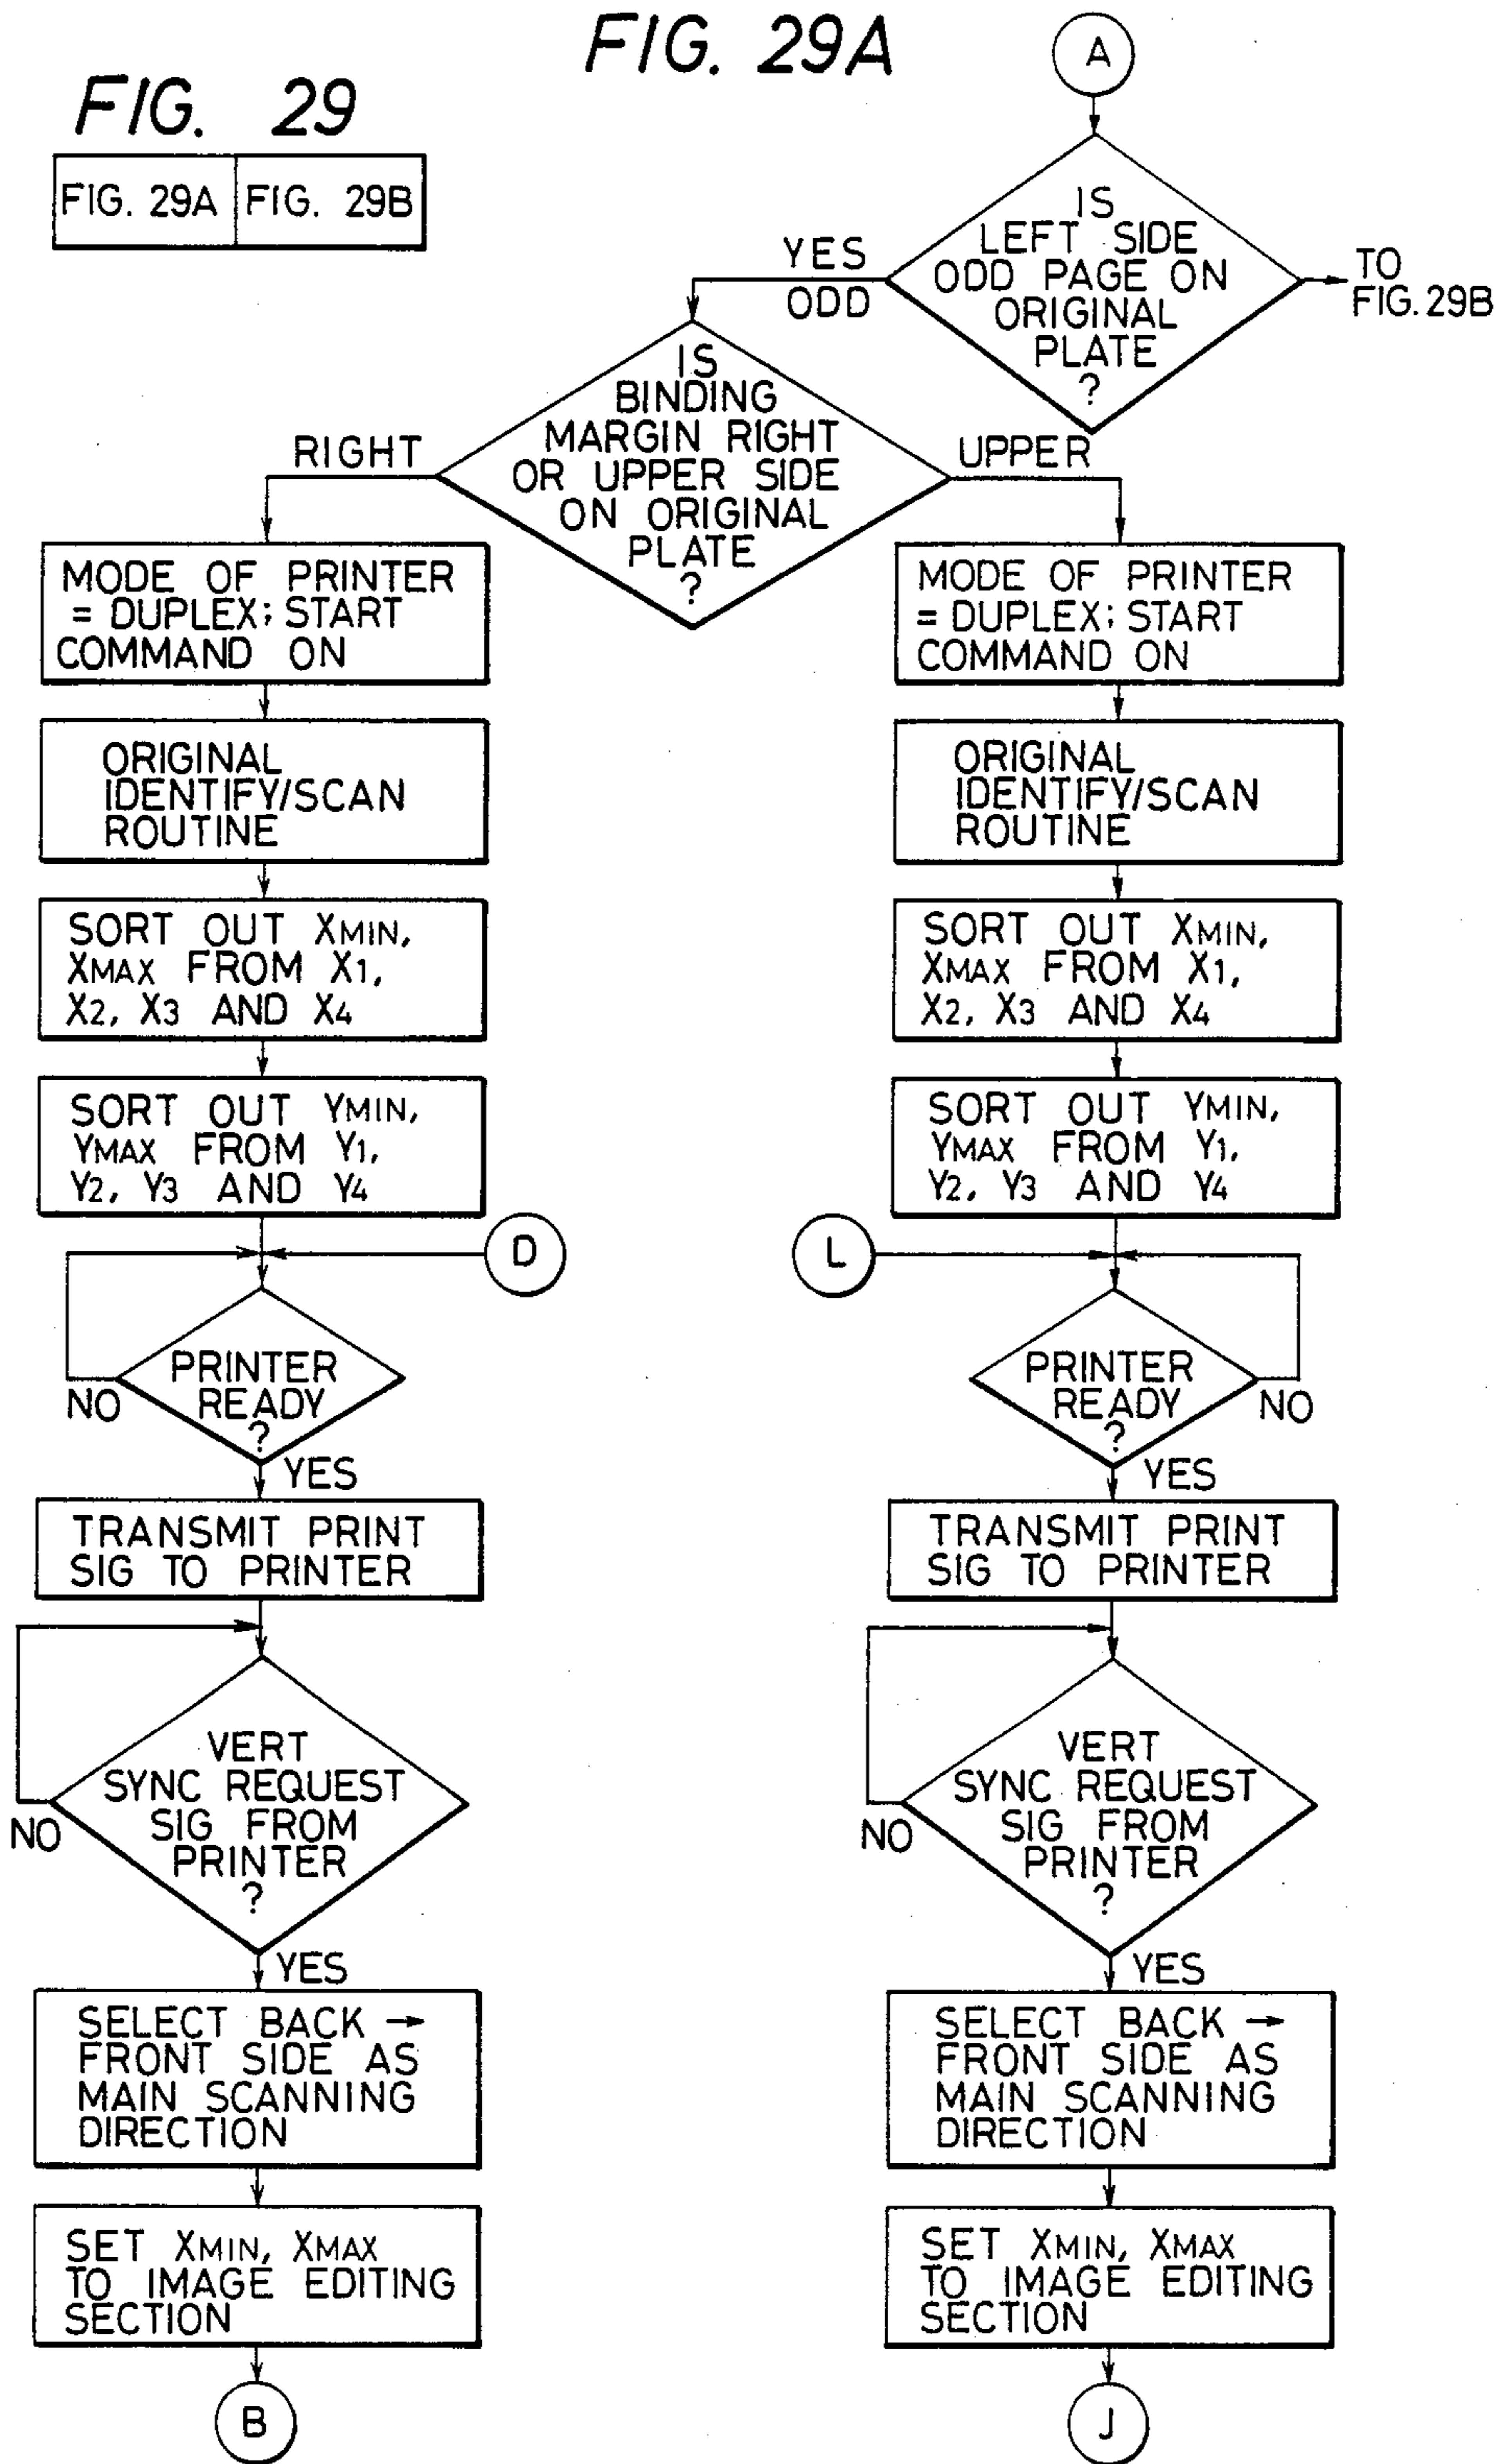 FIG. 29A
FIG. 29
FIG. 29A
FIG. 29B
A
IS
LEFT SIDE
ODD PAGE ON
ORIGINAL
PLATE
?
YES
ODD
TO
FIG. 29B
IS
BINDING
MARGIN RIGHT
OR UPPER SIDE
ON ORIGINAL
PLATE
?
RIGHT
UPPER
MODE OF PRINTER
= DUPLEX; START
COMMAND ON
ORIGINAL
IDENTIFY/SCAN
ROUTINE
SORT OUT XMIN,
XMAX FROM X1,
X2, X3 AND X4
SORT OUT YMIN,
YMAX FROM Y1,
Y2, Y3 AND Y4
D
PRINTER
READY
?
NO
YES
TRANSMIT PRINT
SIG TO PRINTER
VERT
SYNC REQUEST
SIG FROM
PRINTER
?
NO
YES
SELECT BACK →
FRONT SIDE AS
MAIN SCANNING
DIRECTION
SET XMIN, XMAX
TO IMAGE EDITING
SECTION
B
MODE OF PRINTER
= DUPLEX; START
COMMAND ON
ORIGINAL
IDENTIFY/SCAN
ROUTINE
SORT OUT XMIN,
XMAX FROM X1,
X2, X3 AND X4
SORT OUT YMIN,
YMAX FROM Y1,
Y2, Y3 AND Y4
L
PRINTER
READY
?
NO
YES
TRANSMIT PRINT
SIG TO PRINTER
VERT
SYNC REQUEST
SIG FROM
PRINTER
?
NO
YES
SELECT BACK →
FRONT SIDE AS
MAIN SCANNING
DIRECTION
SET XMIN, XMAX
TO IMAGE EDITING
SECTION
J